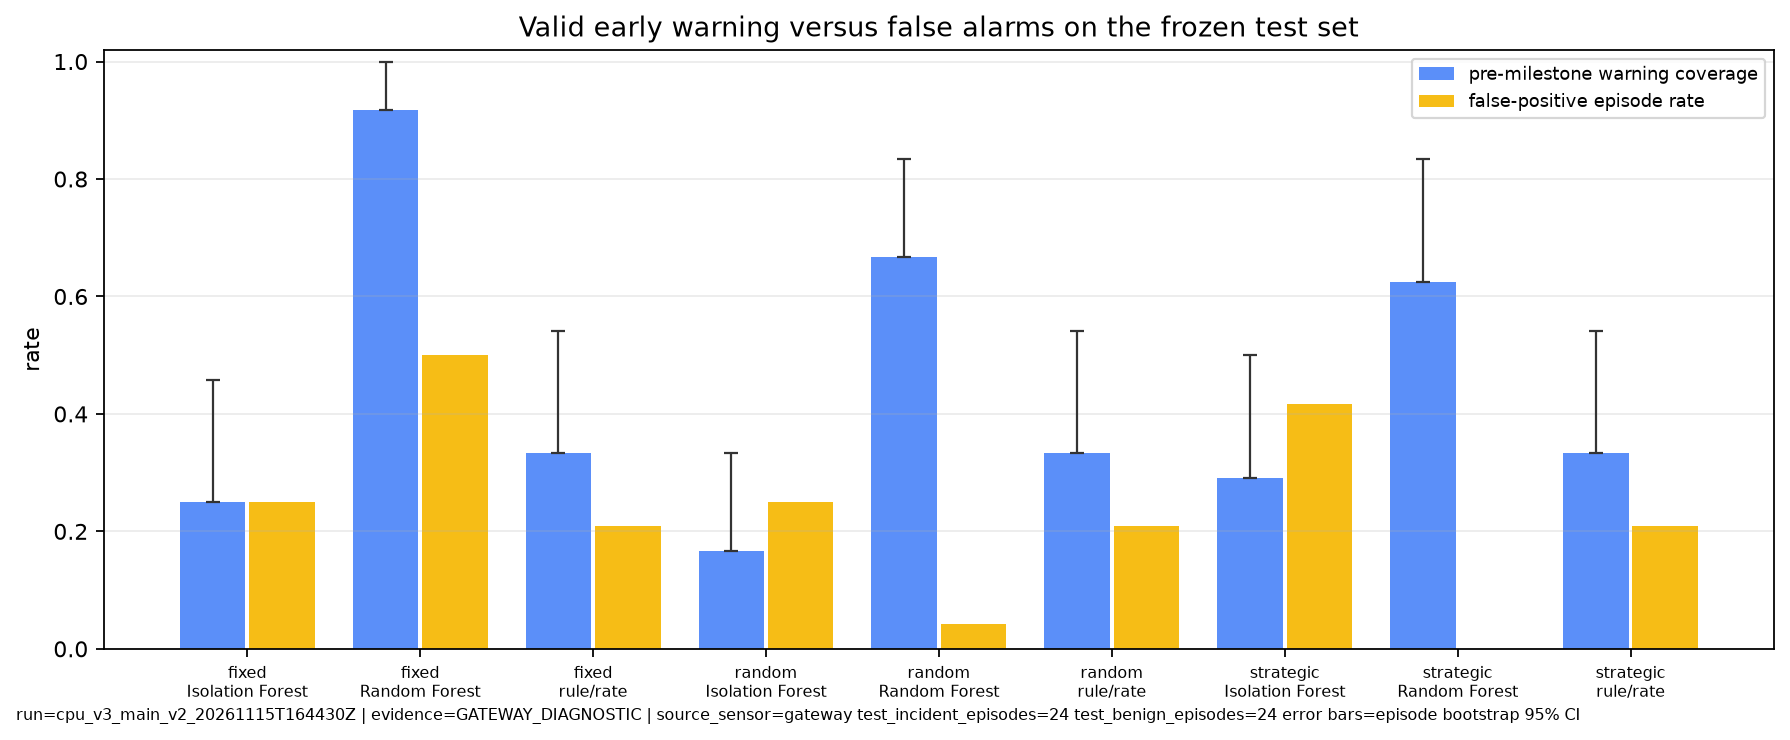 Valid early warning versus false alarms on the frozen test set
pre-milestone warning coverage
false-positive episode rate
rate
1.0
0.8
0.6
0.4
0.2
0.0
fixed
Isolation Forest
fixed
Random Forest
fixed
rule/rate
random
Isolation Forest
random
Random Forest
random
rule/rate
strategic
Isolation Forest
strategic
Random Forest
strategic
rule/rate
run=cpu_v3_main_v2_20261115T164430Z | evidence=GATEWAY_DIAGNOSTIC | source_sensor=gateway test_incident_episodes=24 test_benign_episodes=24 error bars=episode bootstrap 95% CI